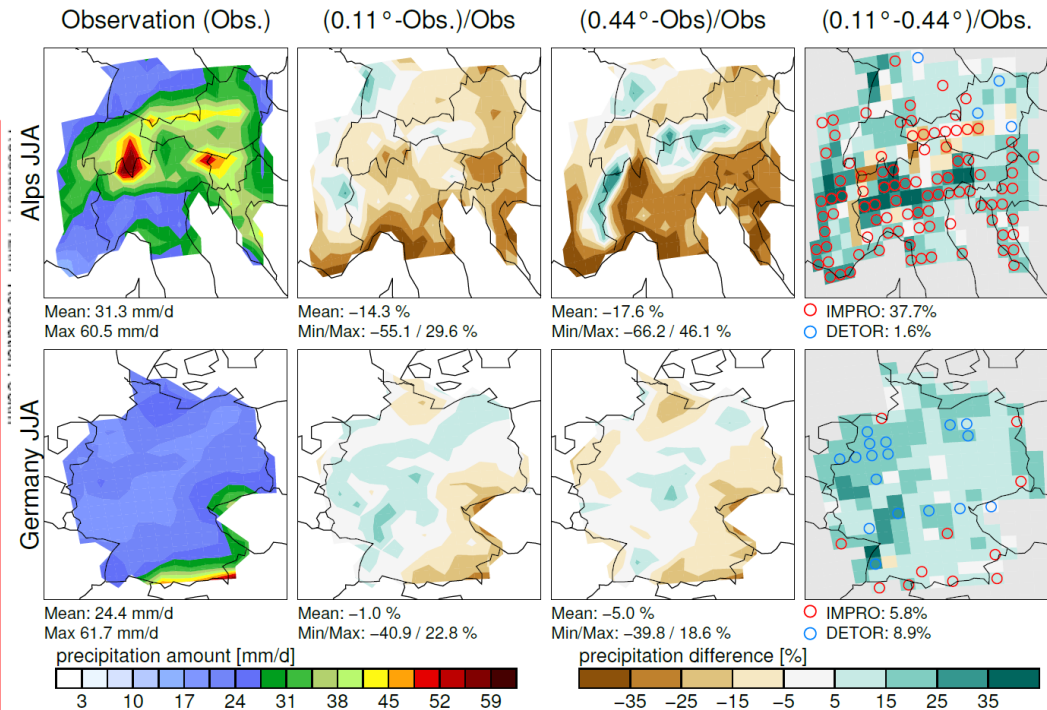 Observation (Obs.)
(0.11°-Obs.)/Obs
(0.44°-Obs)/Obs
(0.11°-0.44°)/Obs.
Alps JJA
Mean: 31.3 mm/d
Max 60.5 mm/d
Mean: −14.3 %
Min/Max: −55.1 / 29.6 %
Mean: −17.6 %
Min/Max: −66.2 / 46.1 %
IMPRO: 37.7%
DETOR: 1.6%
Germany JJA
Mean: 24.4 mm/d
Max 61.7 mm/d
Mean: −1.0 %
Min/Max: −40.9 / 22.8 %
Mean: −5.0 %
Min/Max: −39.8 / 18.6 %
IMPRO: 5.8%
DETOR: 8.9%
precipitation amount [mm/d]
3 10 17 24 31 38 45 52 59
precipitation difference [%]
−35 −25 −15 −5 5 15 25 35